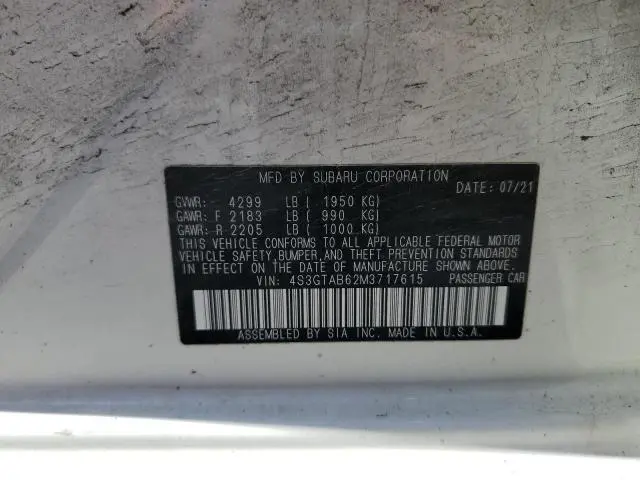 MFD BY SUBARU CORPORATION
DATE: 07/21
GVWR: 4299 LB ( 1950 KG)
GAWR: F 2183 LB ( 990 KG)
GAWR: R 2205 LB ( 1000 KG)
THIS VEHICLE CONFORMS TO ALL APPLICABLE FEDERAL MOTOR
VEHICLE SAFETY, BUMPER, AND THEFT PREVENTION STANDARDS
IN EFFECT ON THE DATE OF MANUFACTURE SHOWN ABOVE.
VIN: 4S3GTAB62M3717615 PASSENGER CAR
ASSEMBLED BY SIA INC. MADE IN U.S.A.